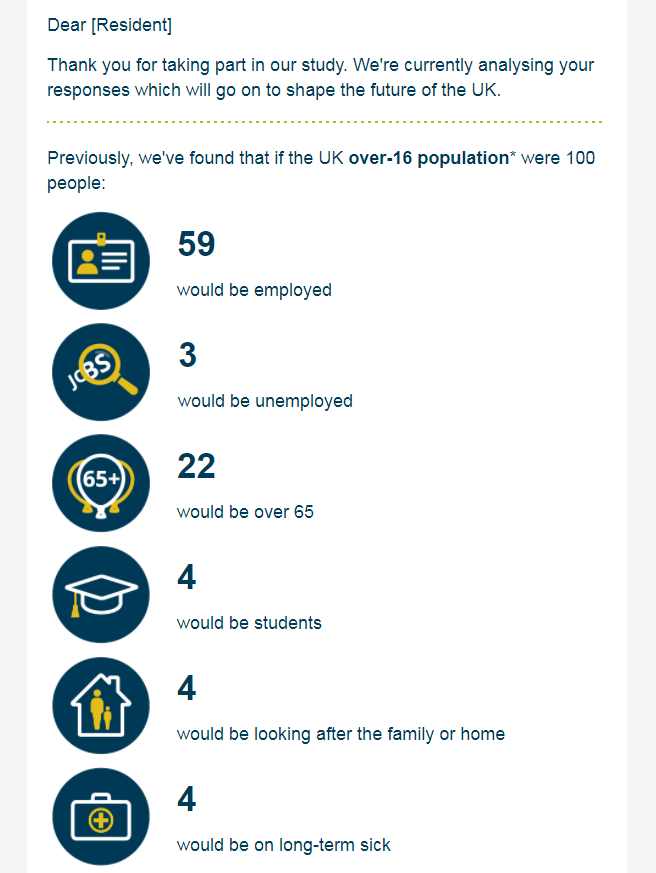 Dear [Resident]
Thank you for taking part in our study. We're currently analysing your
responses which will go on to shape the future of the UK.
Previously, we've found that if the UK over-16 population* were 100
people:
59
would be employed
JOBS
3
would be unemployed
65+
22
would be over 65
4
would be students
4
would be looking after the family or home
4
would be on long-term sick